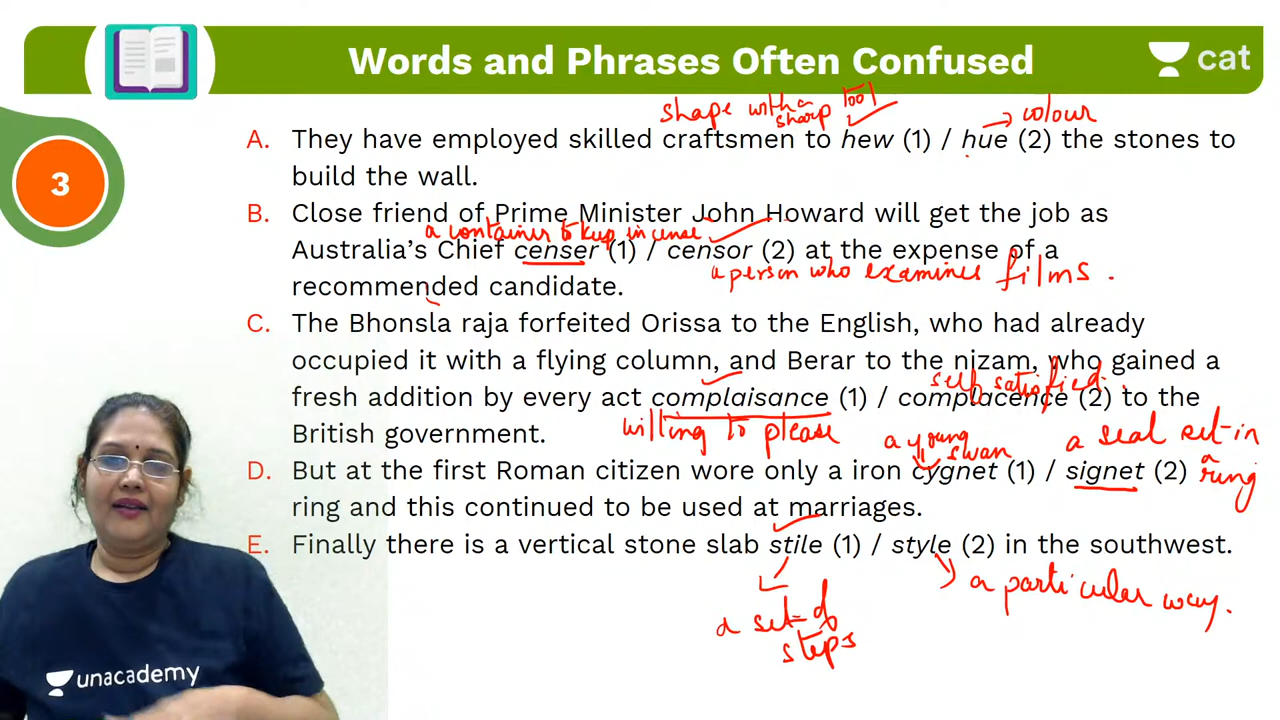 Words and Phrases Often Confused
cat
3
shape with a sharp tool
colour
A. They have employed skilled craftsmen to hew (1) / hue (2) the stones to
build the wall.
B. Close friend of Prime Minister John Howard will get the job as
a container to keep incense
Australia's Chief censer (1) / censor (2) at the expense of a
a person who examines films.
recommended candidate.
C. The Bhonsla raja forfeited Orissa to the English, who had already
occupied it with a flying column, and Berar to the nizam, who gained a
self satisfied.
fresh addition by every act complaisance (1) / complacence (2) to the
British government.
willing to please
a young swan
a seal set-in a ring
D. But at the first Roman citizen wore only a iron cygnet (1) / signet (2)
ring and this continued to be used at marriages.
E. Finally there is a vertical stone slab stile (1) / style (2) in the southwest.
a set of
steps
a particular way.
unacademy